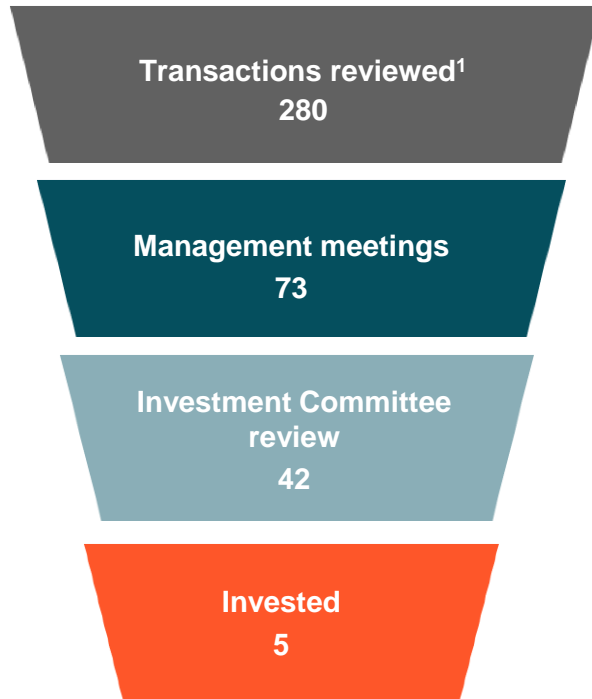 Transactions reviewed¹
280
Management meetings
73
Investment Committee
review
42
Invested
5